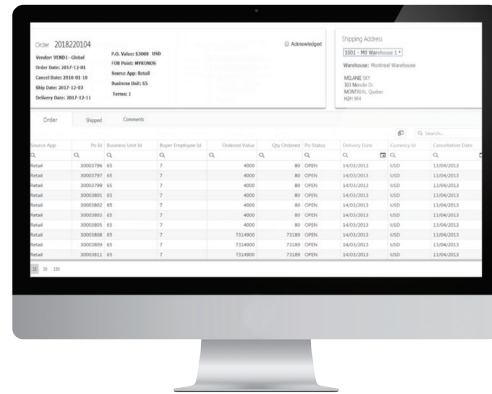 Order 2018220104
Vendor: VEND1 - Global
Order Date: 2017-12-01
Cancel Date: 2018-01-10
Ship Date: 2017-12-03
Delivery Date: 2017-12-11
P.O. Value: 63000 USD
FOB Point: MYKONOS
Source App: Retail
Business Unit: 65
Terms: 1
Acknowledged
Shipping Address
1001 - M0 Warehouse 1
Warehouse: Montreal Warehouse
MELANIE SKY
MONTREAL, Quebec
Order Shipped Comments
Search...
Source App Po Id Business Unit Id Buyer Employee Id Ordered Value Qty Ordered Po Status Delivery Date Currency Id Cancellation Date
Retail 30003796 65 7 4000 80 OPEN 14/03/2013 USD 13/04/2013
Retail 30003797 65 7 4000 80 OPEN 14/03/2013 USD 13/04/2013
Retail 30003799 65 7 4000 80 OPEN 14/03/2013 USD 13/04/2013
Retail 30003801 65 7 4000 80 OPEN 14/03/2013 USD 13/04/2013
Retail 30003802 65 7 4000 80 OPEN 14/03/2013 USD 13/04/2013
Retail 30003803 65 7 4000 80 OPEN 14/03/2013 USD 13/04/2013
Retail 30003805 65 7 4000 80 OPEN 14/03/2013 USD 13/04/2013
Retail 30003808 65 7 7314900 73189 OPEN 14/03/2013 USD 13/04/2013
Retail 30003809 65 7 7314900 73189 OPEN 14/03/2013 USD 13/04/2013
Retail 30003811 65 7 7314900 73189 OPEN 14/03/2013 USD 13/04/2013